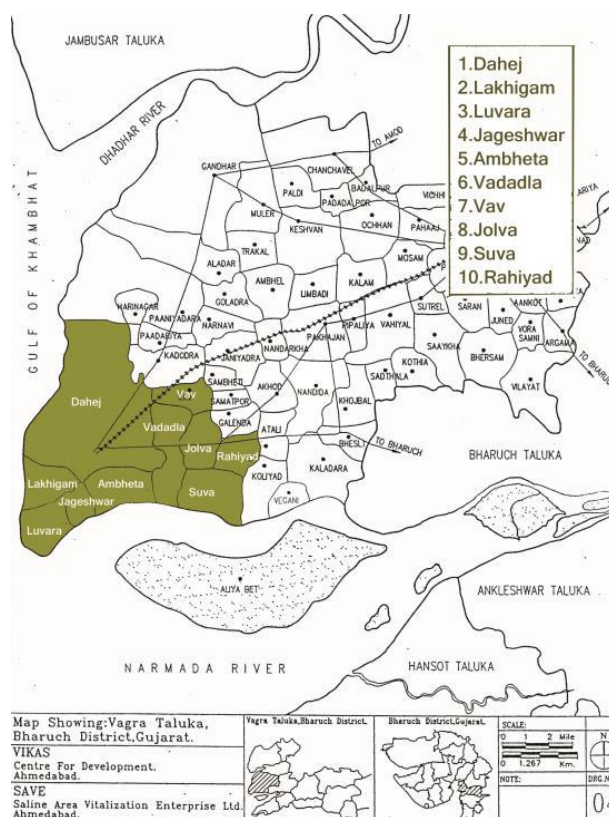 JAMBUSAR TALUKA
DHADHAR RIVER
GULF OF KHAMBHAT
1.Dahej
2.Lakhigam
3.Luvara
4.Jageshwar
5.Ambheta
6.Vadadla
7.Vav
8.Jolva
9.Suva
10.Rahiyad
TO AMOD
GANDHAR
CHANCHAVEL
PALDI
BADALPUR
PADADALPOR
MULER
KESHVAN
OCHHAN
PAHAAJ
TRAKAL
MOSAM
ALADAR
AMBHEL
KALAM
LIMBADI
GOLADRA
HARINAGAR
PAANIYADARA
NARNAVI
PAKHAJAN
PIPALIYA
VAHIYAL
SUTREL
SARAN
AANKOT
JUNED
VORA
SAMNI
ARGAMA
PAADARIYA
KADODRA
JANIYADRA
NANDARKHA
SAAYKHA
BHERSAM
KOTHIA
SADTHALA
VILAYAT
TO BHARUCH
SAMBHETI
SAMATPOR
AKHOD
NANDIDA
KHOJBAL
GALENDA
ATALI
BHESLI
TO BHARUCH
KOLIYAD
KALADARA
VEGANI
Dahej
Vav
Vadadla
Jolva
Rahiyad
Lakhigam
Ambheta
Jageshwar
Suva
Luvara
BHARUCH TALUKA
ALIYA BET
ANKLESHWAR TALUKA
NARMADA RIVER
HANSOT TALUKA
Map Showing:Vagra Taluka,
Bharuch District,Gujarat.
VIKAS
Centre For Development.
Ahmedabad.
SAVE
Saline Area Vitalization Enterprise Ltd.
Ahmedabad.
Vagra Taluka,Bharuch District.
Bharuch District,Gujarat.
SCALE:
0 1 2 Mile
0 1.267 Km.
N
NOTE: